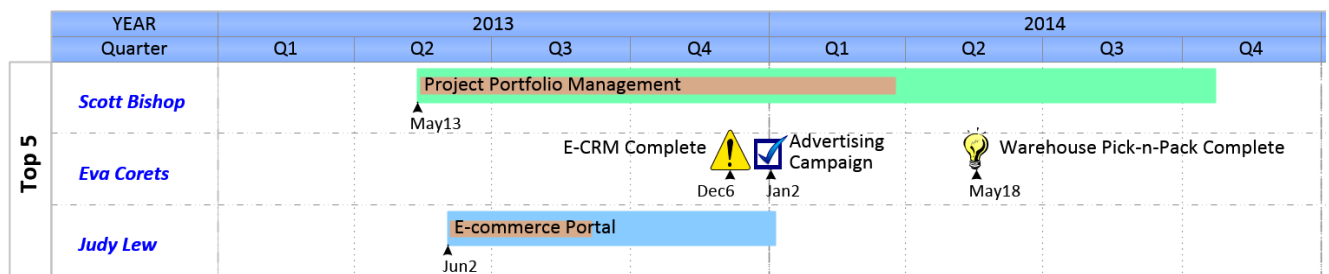 YEAR 2013 2014
Quarter Q1 Q2 Q3 Q4 Q1 Q2 Q3 Q4
Top 5
Scott Bishop
Project Portfolio Management
May13
Eva Corets
E-CRM Complete
Dec6
Advertising
Campaign
Jan2
Warehouse Pick-n-Pack Complete
May18
Judy Lew
E-commerce Portal
Jun2